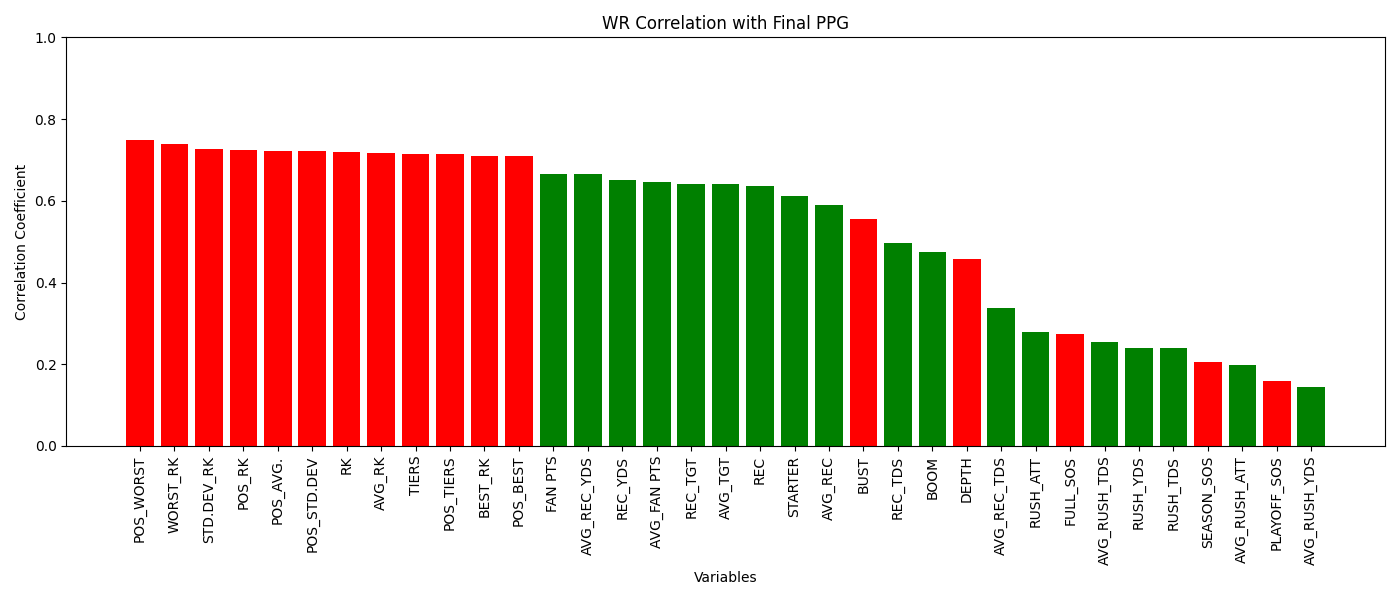 WR Correlation with Final PPG
1.0
0.8
0.6
0.4
0.2
0.0
Correlation Coefficient
POS_WORST
WORST_RK
STD.DEV_RK
POS_RK
POS_AVG.
POS_STD.DEV
RK
AVG_RK
TIERS
POS_TIERS
BEST_RK
POS_BEST
FAN PTS
AVG_REC_YDS
REC_YDS
AVG_FAN PTS
REC_TGT
AVG_TGT
REC
STARTER
AVG_REC
BUST
REC_TDS
BOOM
DEPTH
AVG_REC_TDS
RUSH_ATT
FULL_SOS
AVG_RUSH_TDS
RUSH_YDS
RUSH_TDS
SEASON_SOS
AVG_RUSH_ATT
PLAYOFF_SOS
AVG_RUSH_YDS
Variables